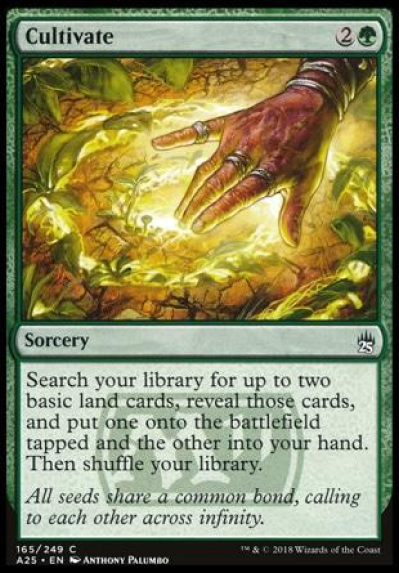 Cultivate 2
Sorcery
25
Search your library for up to two
basic land cards, reveal those cards,
and put one onto the battlefield
tapped and the other into your hand.
Then shuffle your library.
All seeds share a common bond, calling
to each other across infinity.
165/249 C
A25 • EN Anthony Palumbo
™ & © 2018 Wizards of the Coast